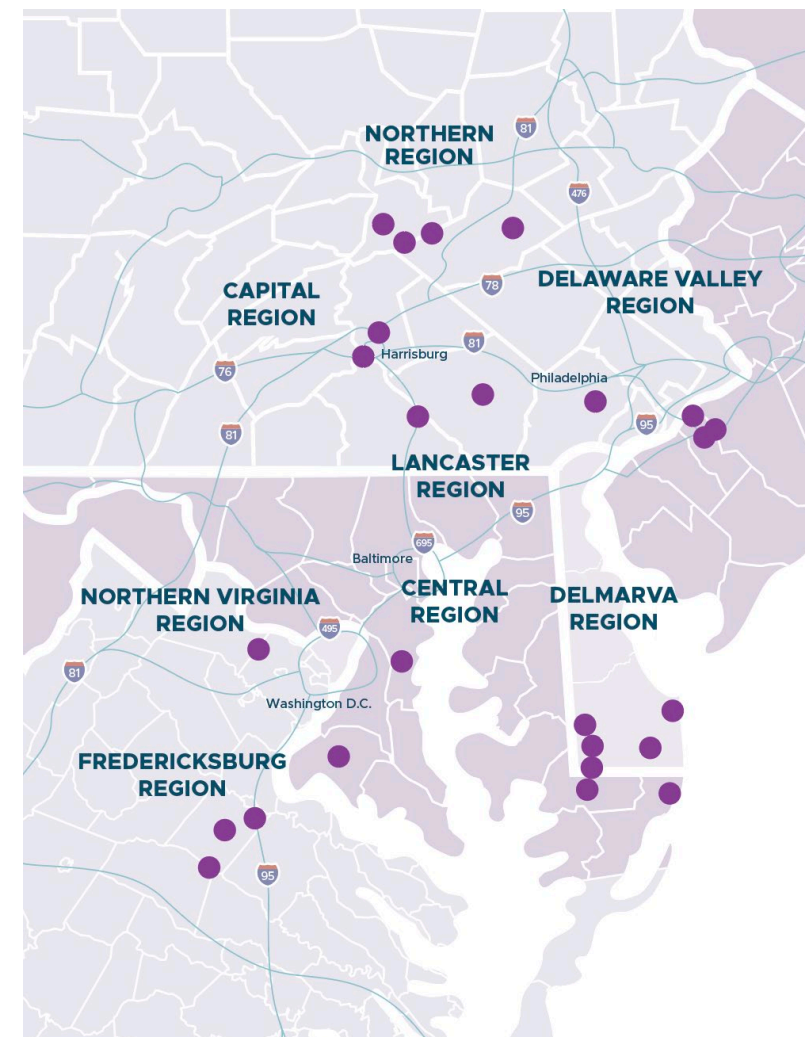 NORTHERN
REGION
81
476
CAPITAL
REGION
78
DELAWARE VALLEY
REGION
81
Harrisburg
76
Philadelphia
95
81
LANCASTER
REGION
95
695
Baltimore
CENTRAL
REGION
NORTHERN VIRGINIA
REGION
DELMARVA
REGION
495
81
Washington D.C.
FREDERICKSBURG
REGION
95